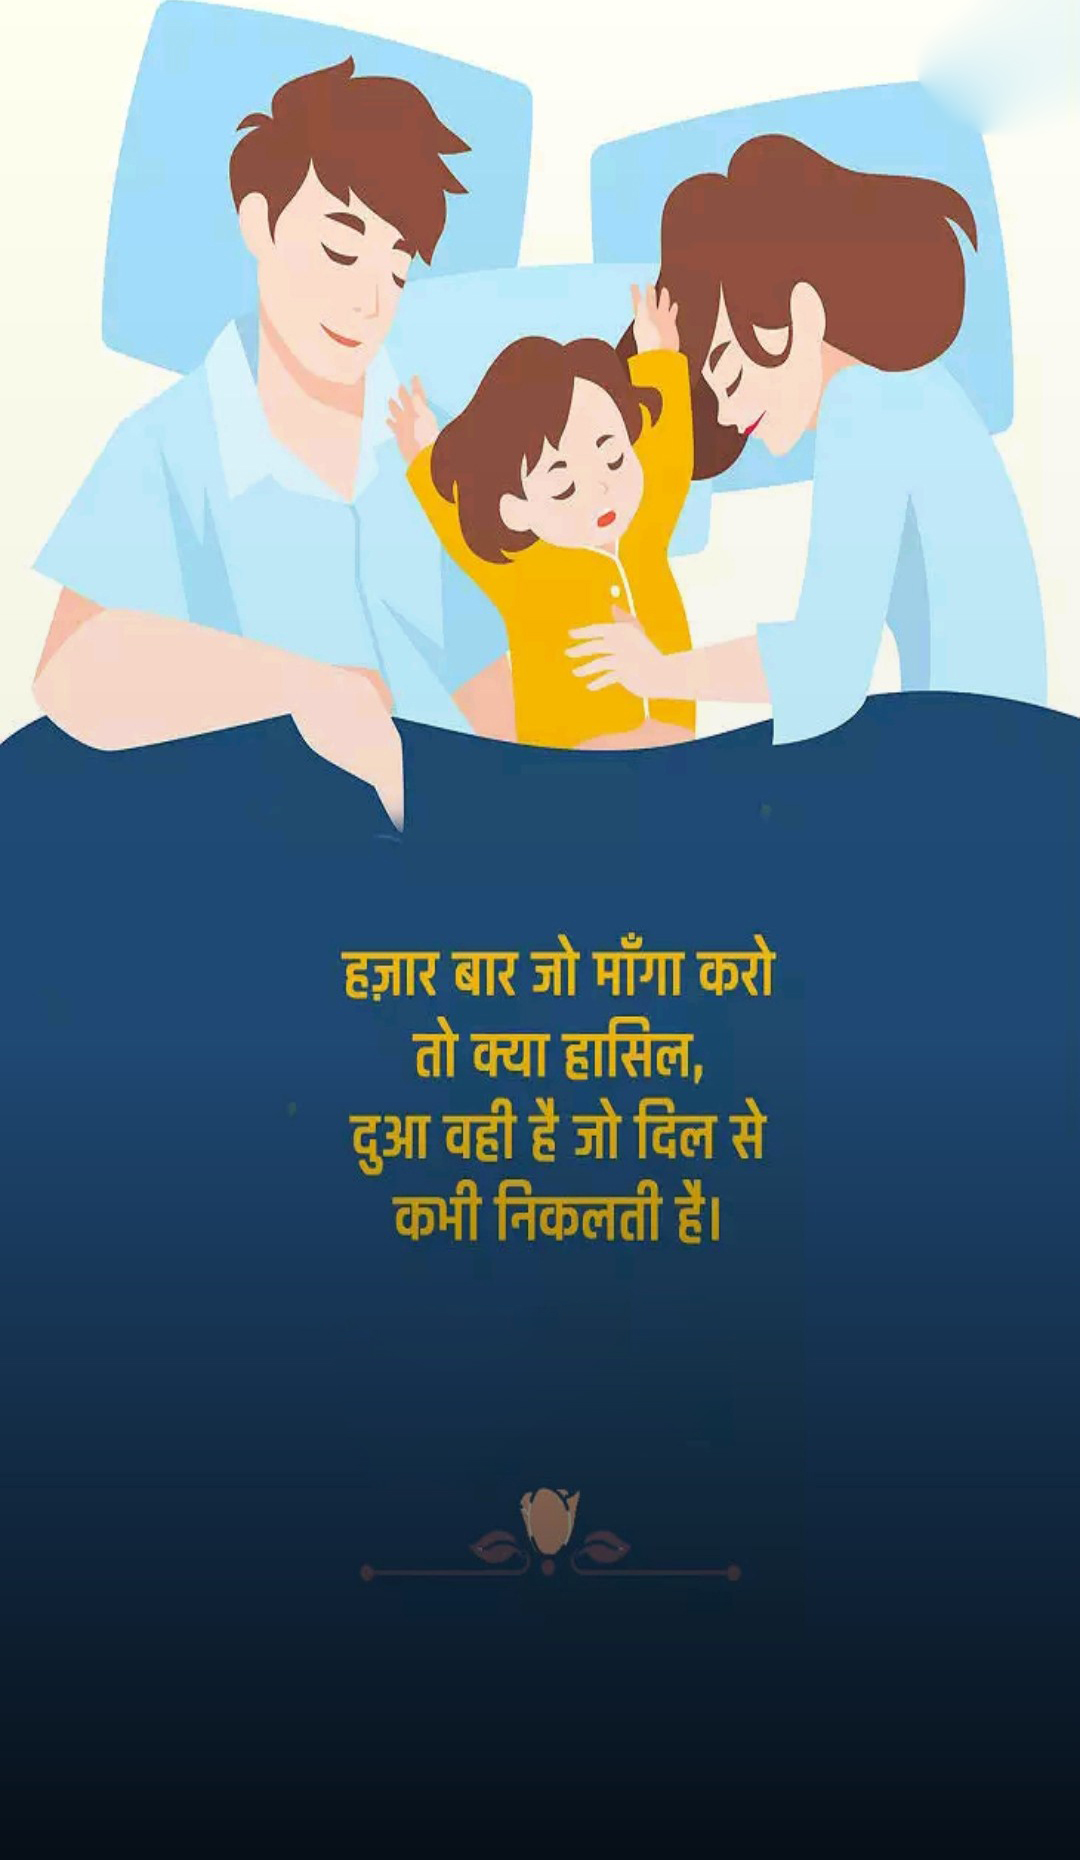 हज़ार बार जो माँगा करो
तो क्या हासिल,
दुआ वही है जो दिल से
कभी निकलती है।